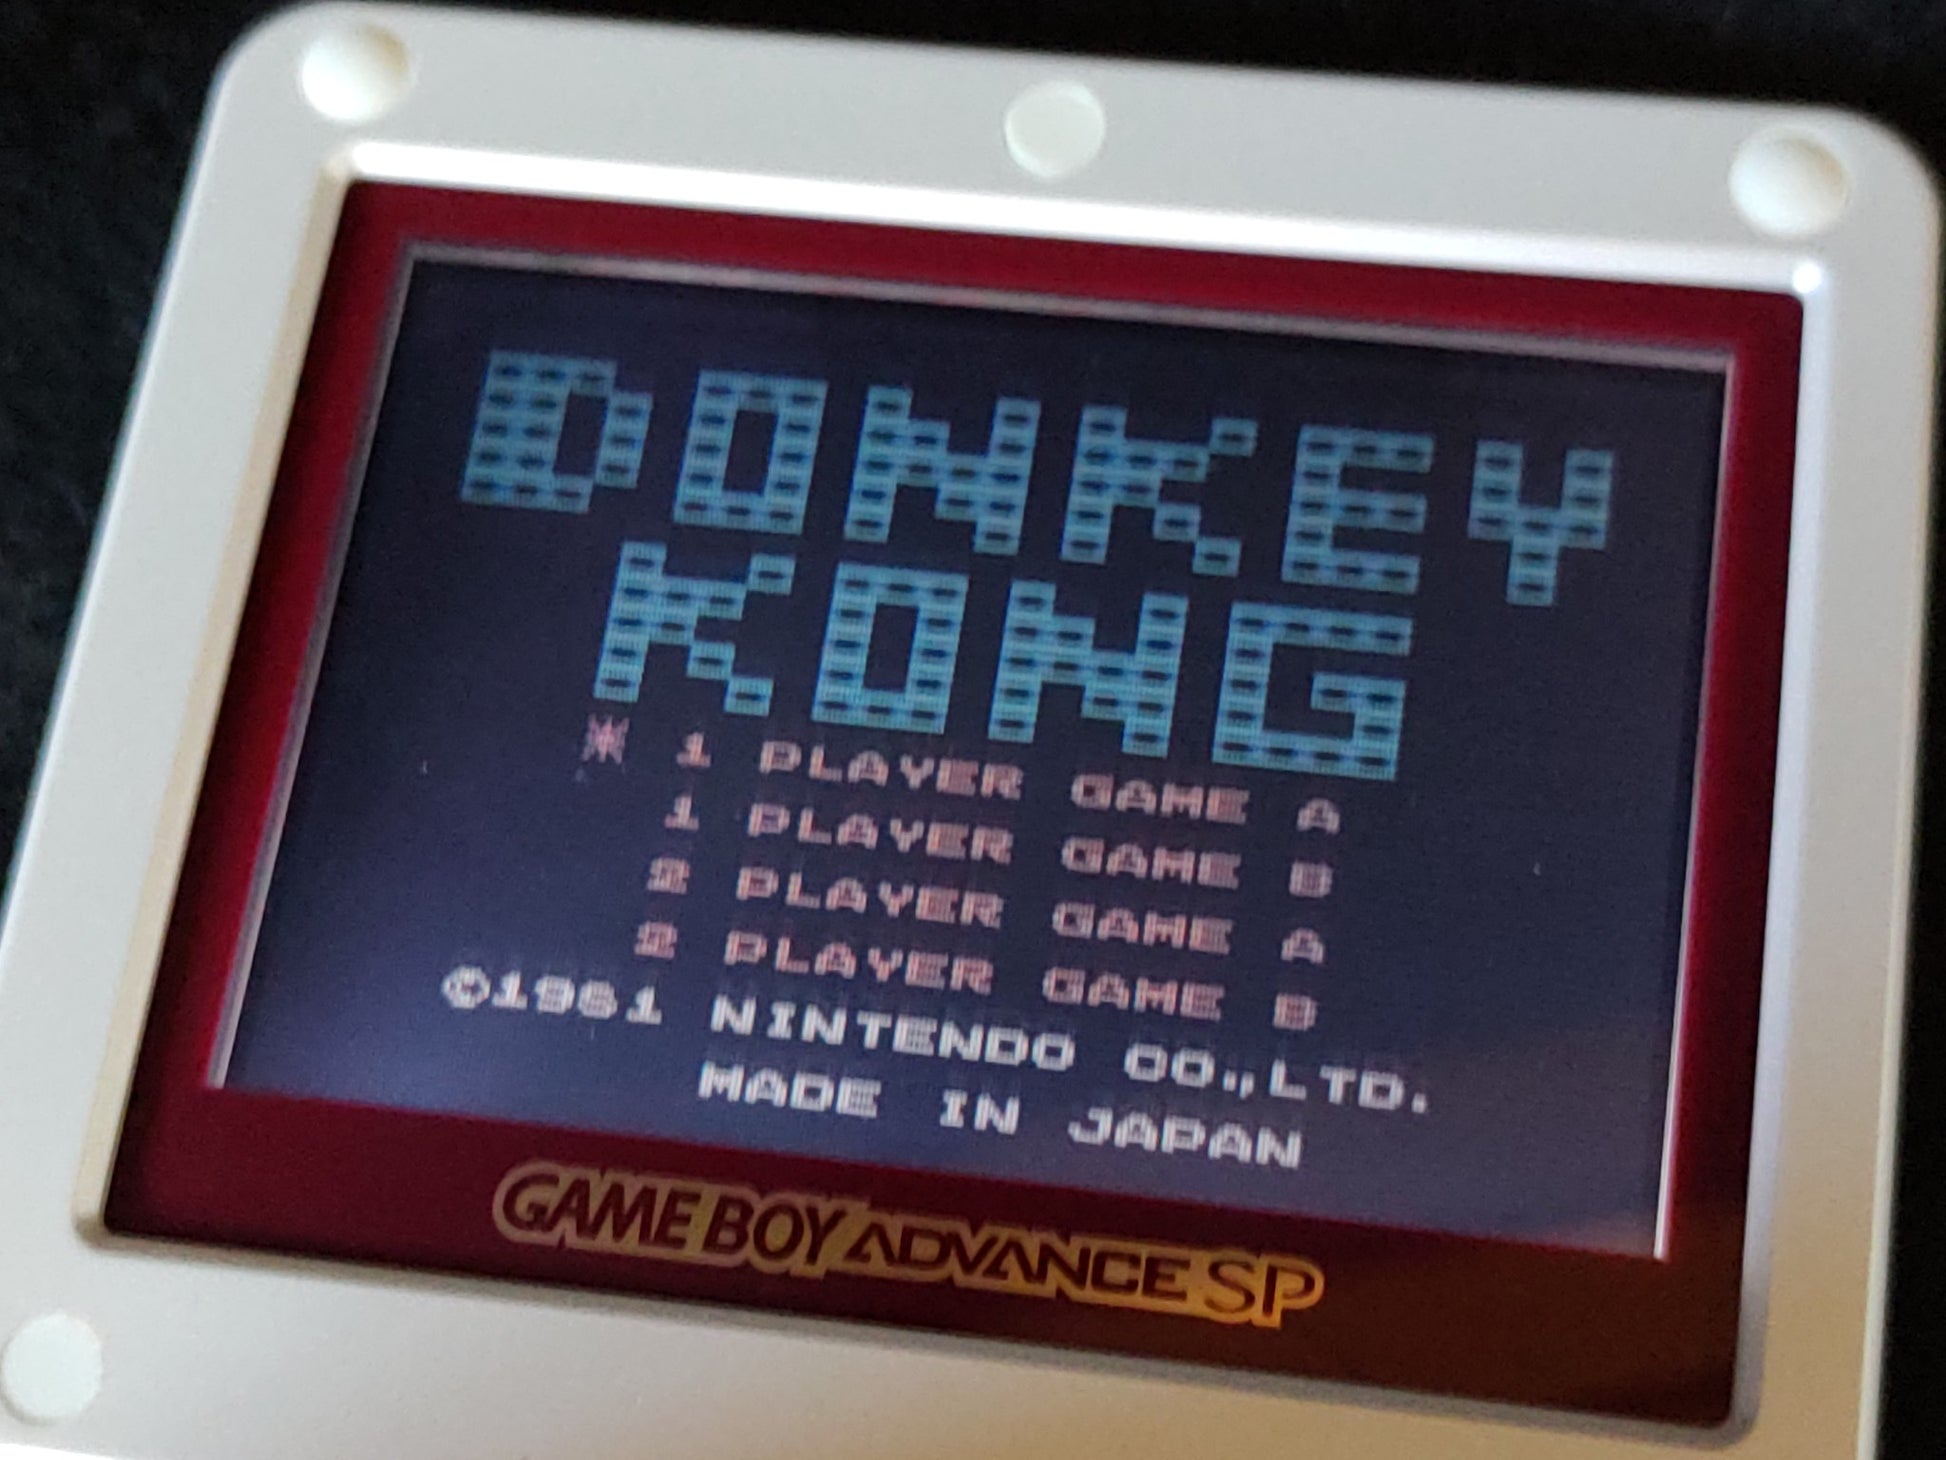 DONKEY
KONG
1 PLAYER GAME A
1 PLAYER GAME B
2 PLAYER GAME A
2 PLAYER GAME B
©1981 NINTENDO CO.,LTD.
MADE IN JAPAN
GAME BOY ADVANCE SP